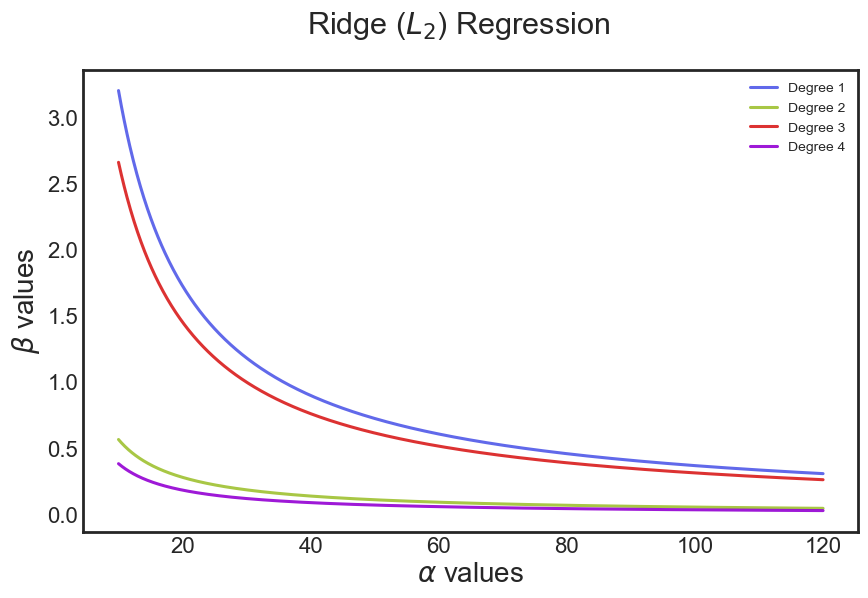 Ridge (L₂) Regression
Degree 1
Degree 2
Degree 3
Degree 4
3.0
2.5
2.0
1.5
1.0
0.5
0.0
β values
20 40 60 80 100 120
α values